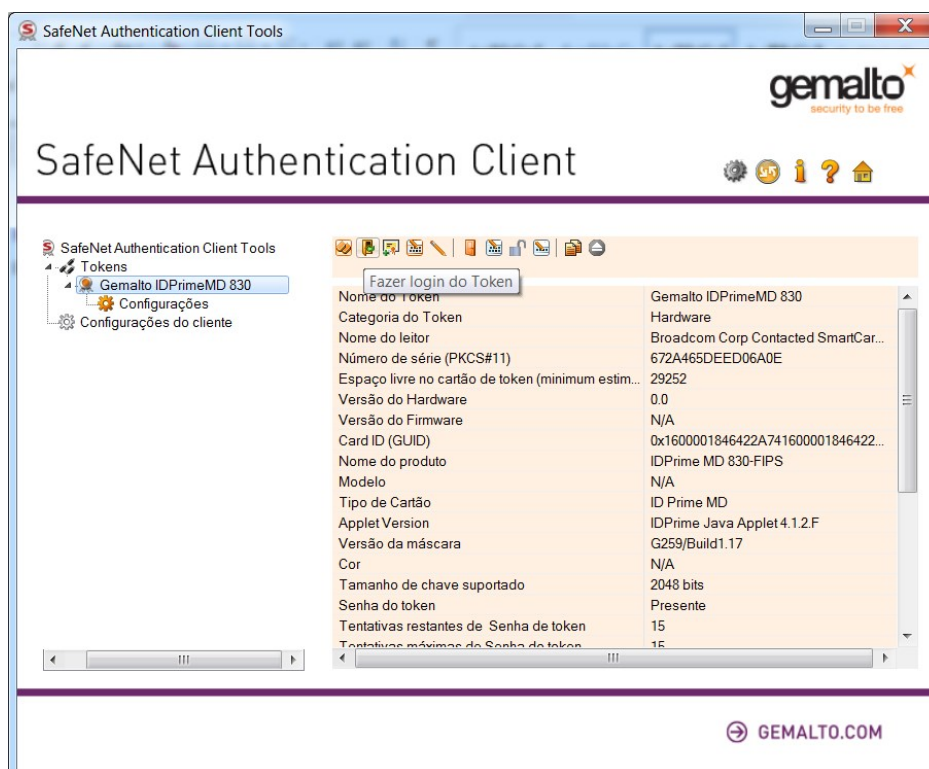 SafeNet Authentication Client Tools
gemalto
security to be free
SafeNet Authentication Client
SafeNet Authentication Client Tools
Tokens
Gemalto IDPrimeMD 830
Configurações
Configurações do cliente
Fazer login do Token
Nome do Token Gemalto IDPrimeMD 830
Categoria do Token Hardware
Nome do leitor Broadcom Corp Contacted SmartCar...
Número de série (PKCS#11) 672A465DEED06A0E
Espaço livre no cartão de token (minimum estim... 29252
Versão do Hardware 0.0
Versão do Firmware N/A
Card ID (GUID) 0x1600001846422A741600001846422...
Nome do produto IDPrime MD 830-FIPS
Modelo N/A
Tipo de Cartão ID Prime MD
Applet Version IDPrime Java Applet 4.1.2.F
Versão da máscara G259/Build1.17
Cor N/A
Tamanho de chave suportado 2048 bits
Senha do token Presente
Tentativas restantes de Senha de token 15
Tentativas máximas de Senha do token 15
GEMALTO.COM